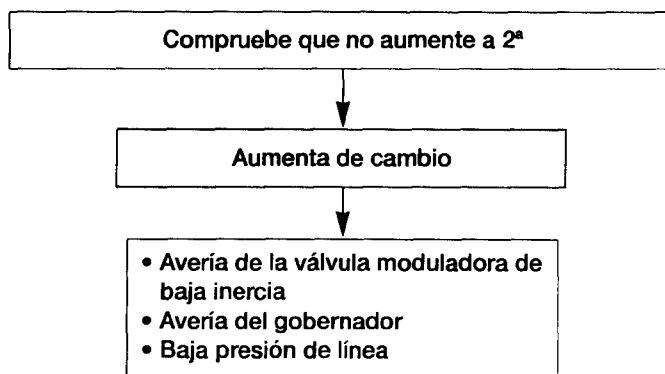 Compruebe que no aumente a 2ª
Aumenta de cambio
• Avería de la válvula moduladora de
baja inercia
• Avería del gobernador
• Baja presión de línea